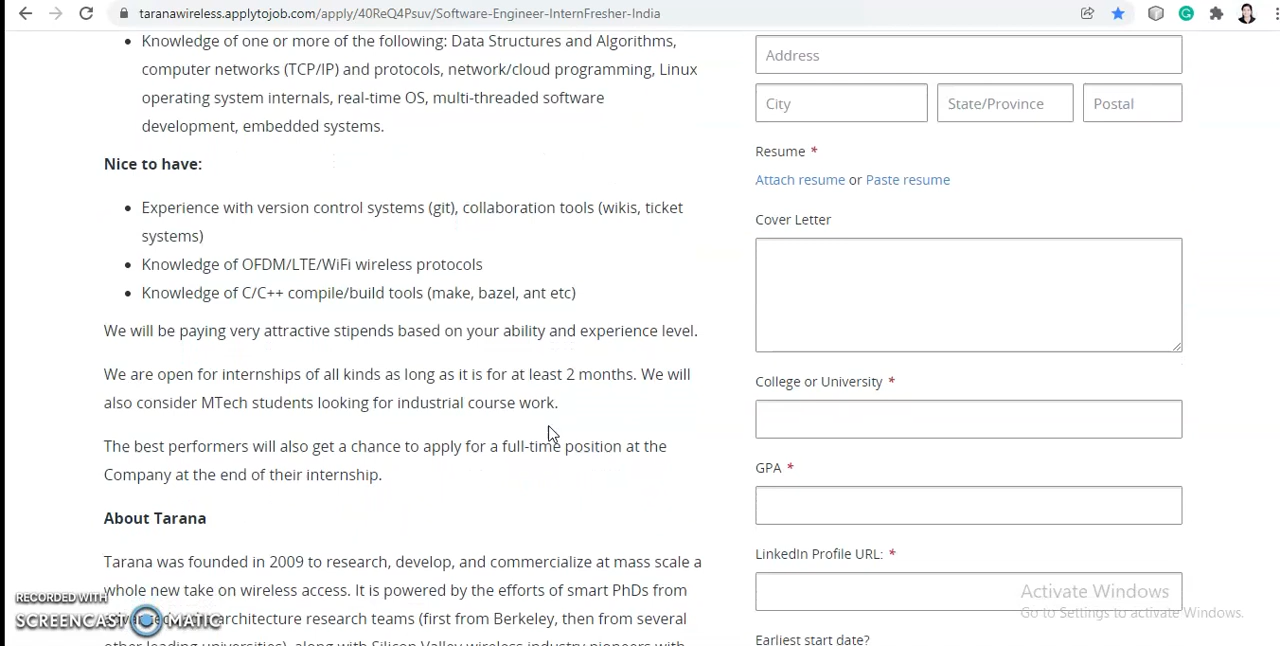 taranawireless.applytojob.com/apply/40ReQ4Psuv/Software-Engineer-InternFresher-India
Knowledge of one or more of the following: Data Structures and Algorithms,
computer networks (TCP/IP) and protocols, network/cloud programming, Linux
operating system internals, real-time OS, multi-threaded software
development, embedded systems.
Nice to have:
Experience with version control systems (git), collaboration tools (wikis, ticket
systems)
Knowledge of OFDM/LTE/WiFi wireless protocols
Knowledge of C/C++ compile/build tools (make, bazel, ant etc)
We will be paying very attractive stipends based on your ability and experience level.
We are open for internships of all kinds as long as it is for at least 2 months. We will
also consider MTech students looking for industrial course work.
The best performers will also get a chance to apply for a full-time position at the
Company at the end of their internship.
About Tarana
Tarana was founded in 2009 to research, develop, and commercialize at mass scale a
whole new take on wireless access. It is powered by the efforts of smart PhDs from
architecture research teams (first from Berkeley, then from several
other leading universities), along with Silicon Valley wireless industry pioneers with
Address
City
State/Province
Postal
Resume *
Attach resume or Paste resume
Cover Letter
College or University *
GPA *
LinkedIn Profile URL: *
Earliest start date?
Activate Windows
Go to Settings to activate Windows.
RECORDED WITH
SCREENCAST MATIC